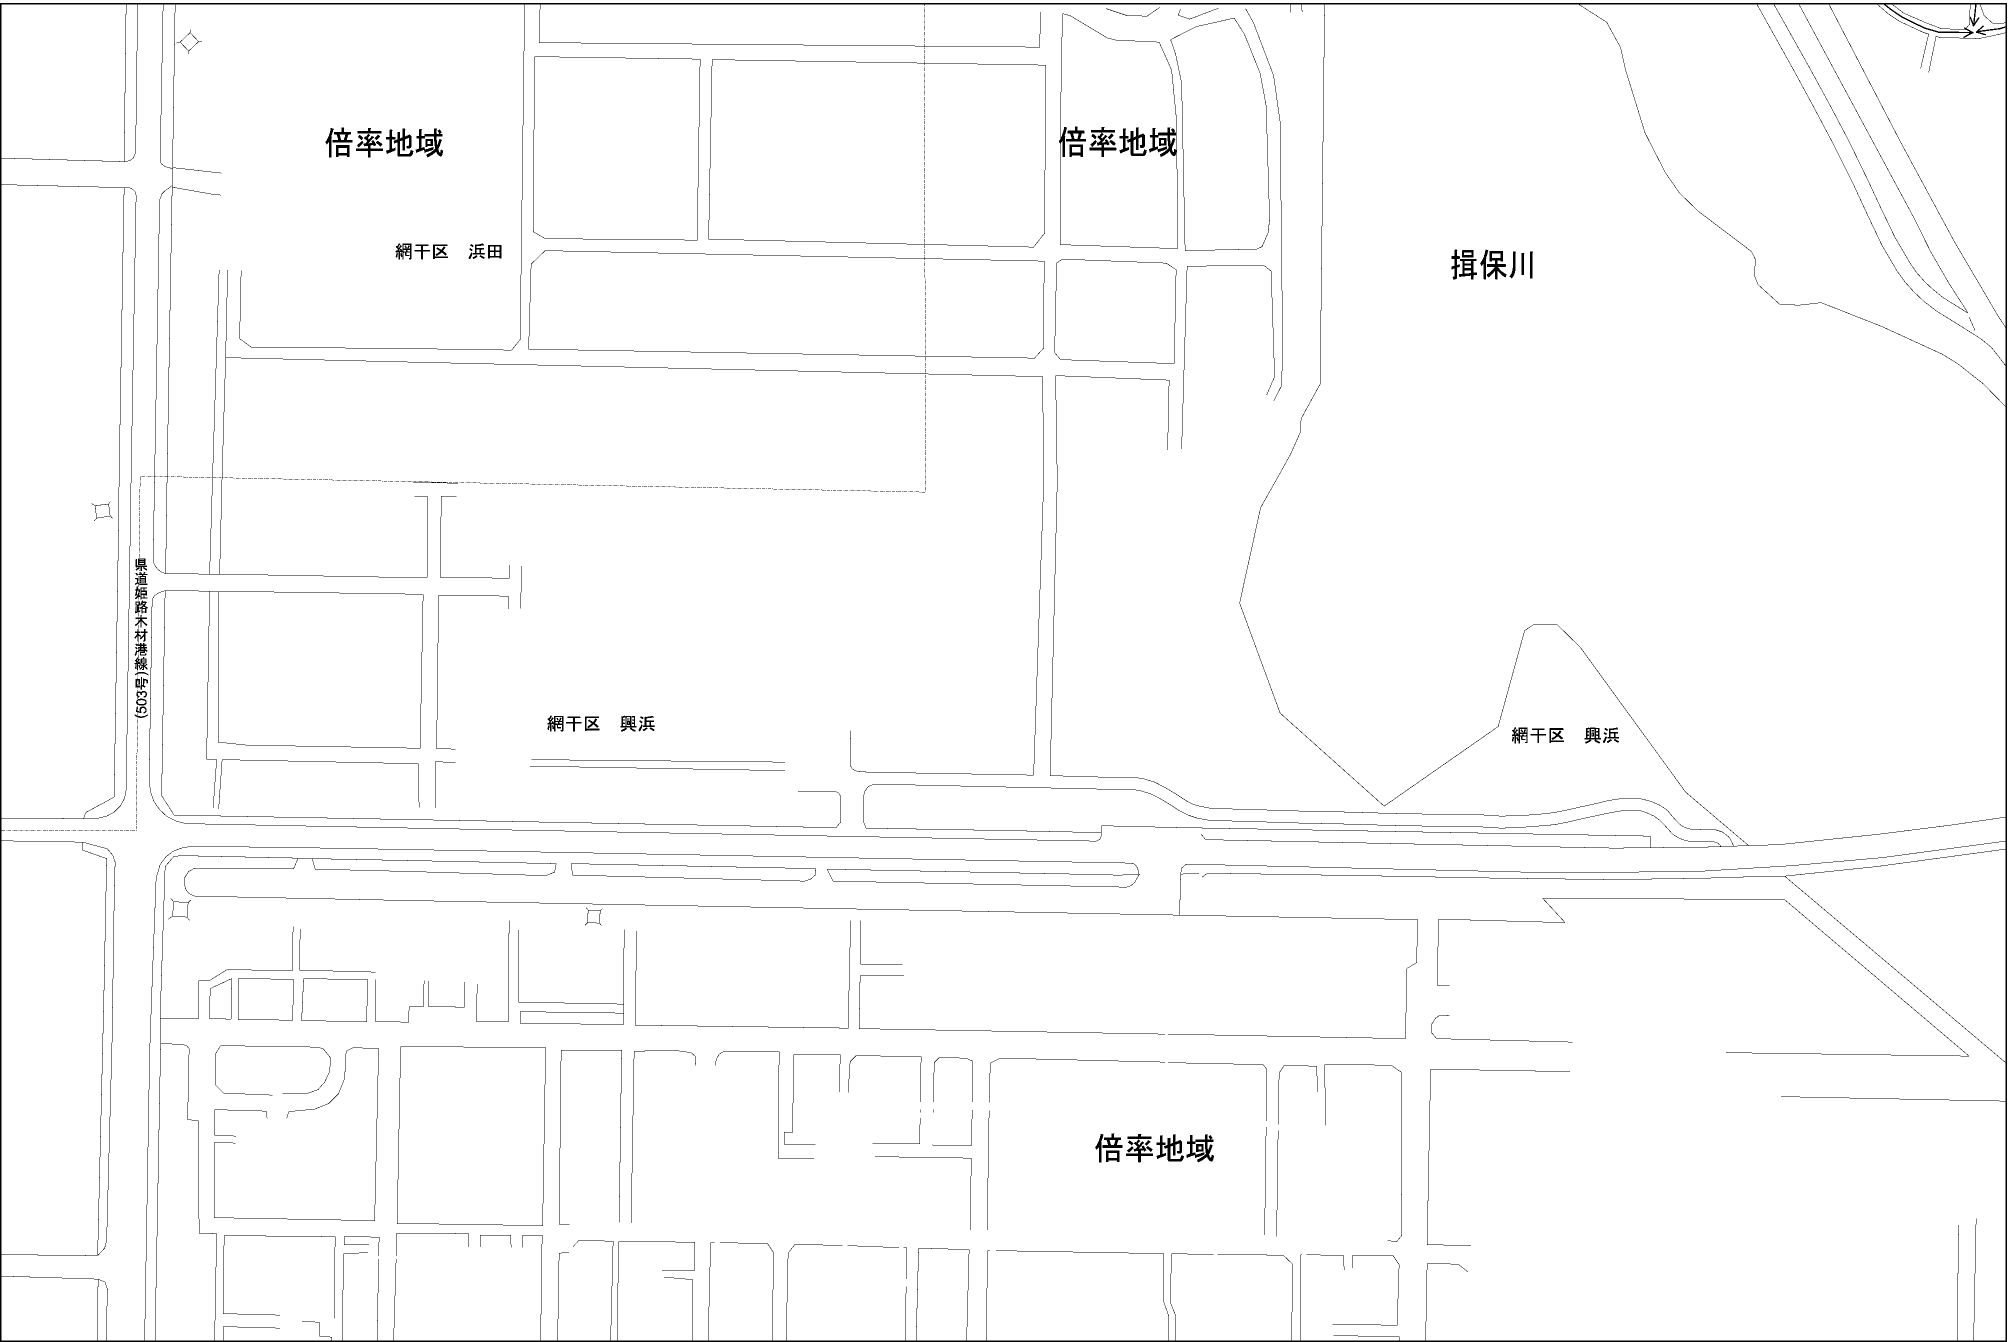 倍率地域
倍率地域
網干区　浜田
揖保川
県道姫路木材港線(503号)
網干区　興浜
網干区　興浜
倍率地域